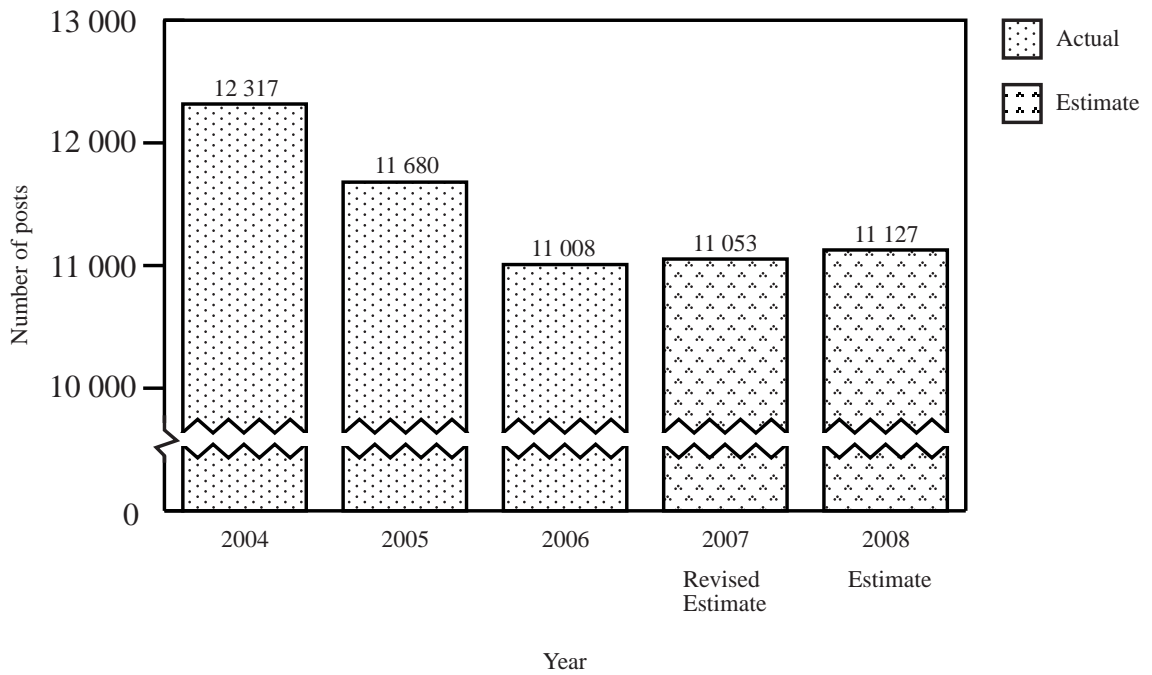 13 000
Actual
12 317
Estimate
12 000
11 680
11 127
11 053
11 008
11 000
Number of posts
10 000
0
2004
2005
2006
2007
2008
Revised
Estimate
Estimate
Year